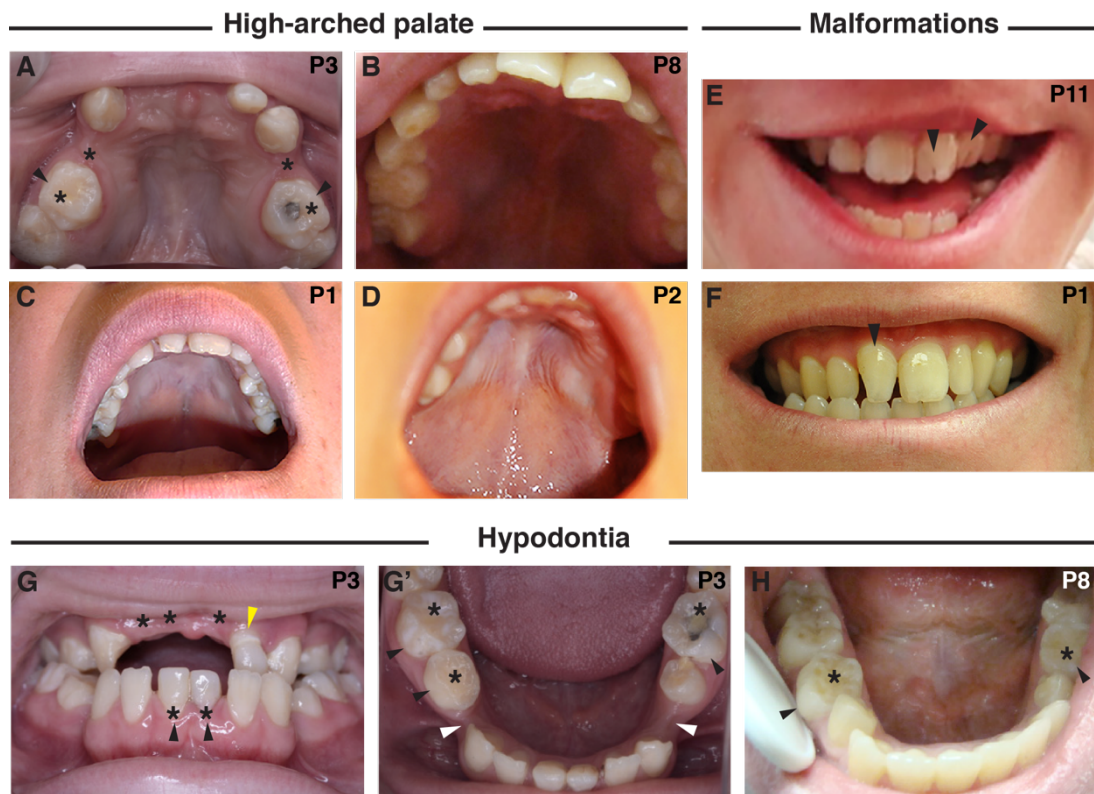 High-arched palate
Malformations
A P3
B P8
E P11
C P1
D P2
F P1
Hypodontia
G P3
G’ P3
H P8